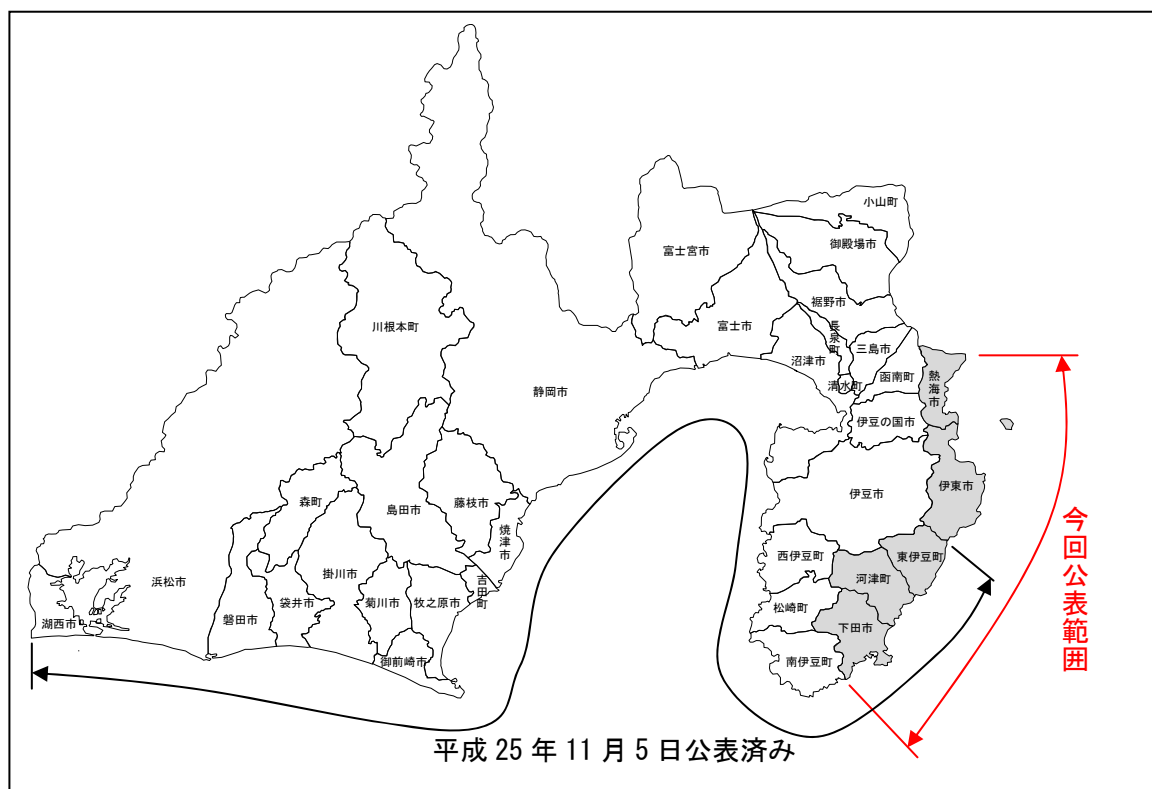 小山町
御殿場市
富士宮市
裾野市
富士市
長泉町
川根本町
三島市
沼津市
函南町
熱海市
清水町
静岡市
伊豆の国市
伊東市
伊豆市
森町
島田市
藤枝市
焼津市
西伊豆町
東伊豆町
河津町
浜松市
掛川市
吉田町
袋井市
菊川市
牧之原市
松崎町
磐田市
湖西市
下田市
御前崎市
南伊豆町
今回公表範囲
平成25年11月5日公表済み